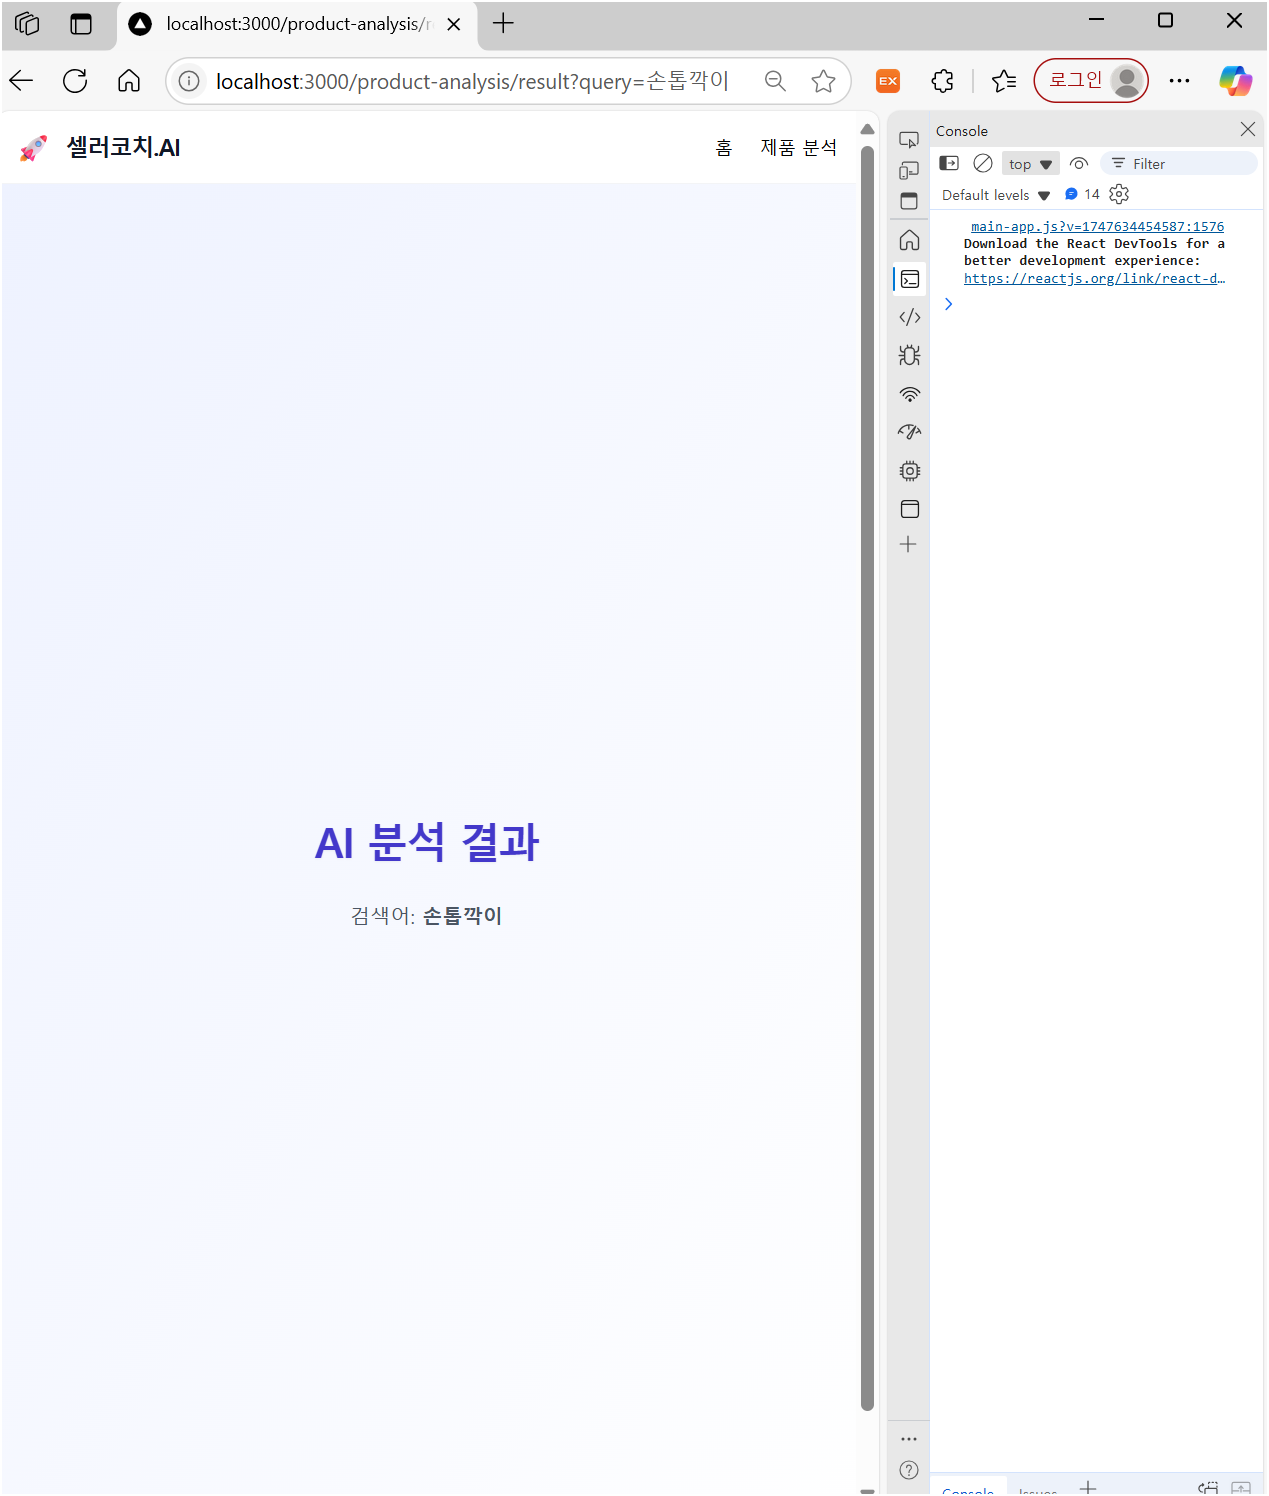 localhost:3000/product-analysis/r
localhost:3000/product-analysis/result?query=손톱깍이
EX
로그인
🚀 셀러코치.AI
홈
제품 분석
AI 분석 결과
검색어: 손톱깍이
Console
top
Filter
Default levels
14
main-app.js?v=1747634454587:1576
Download the React DevTools for a
better development experience:
https://reactjs.org/link/react-d…
Console
Issues